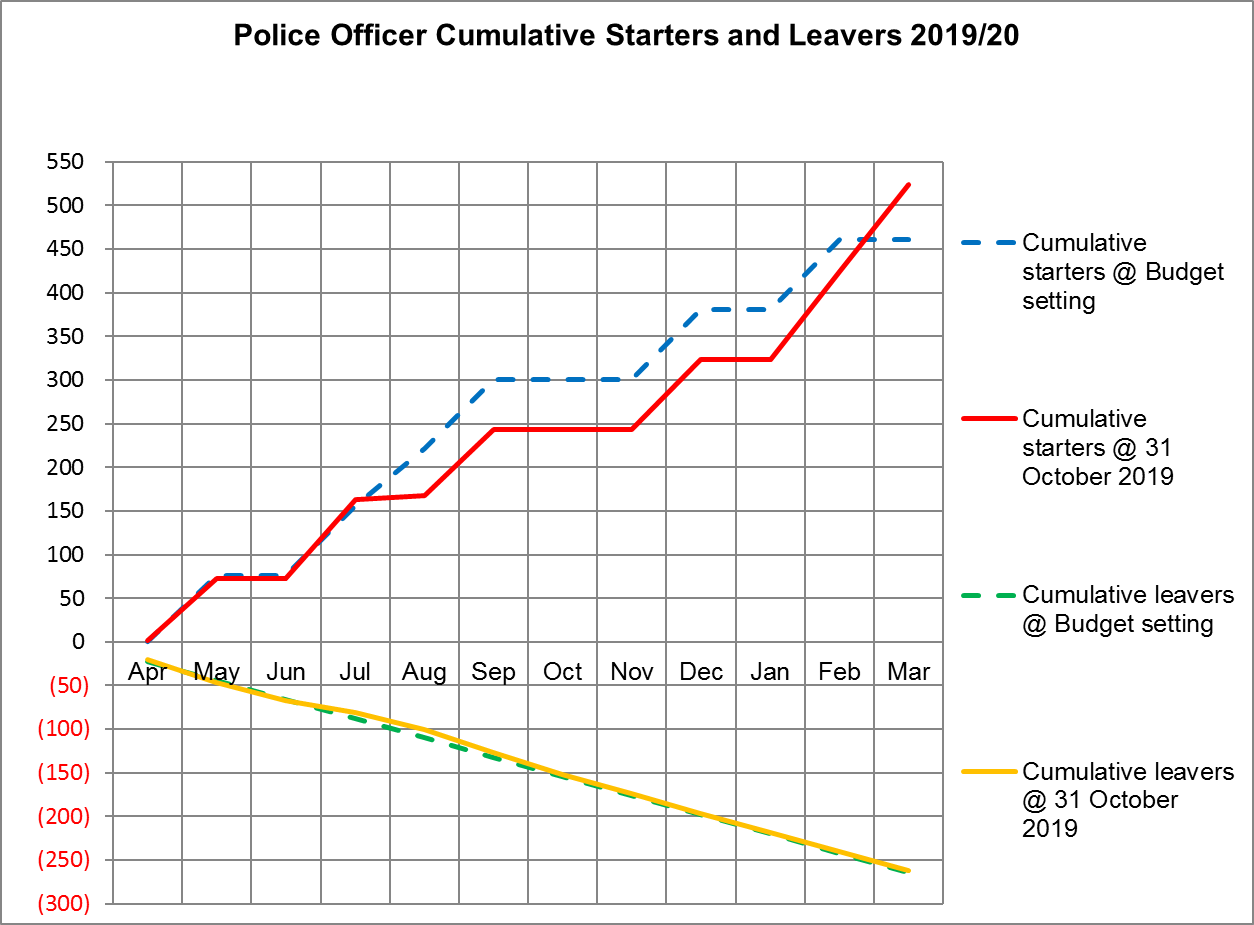 Police Officer Cumulative Starters and Leavers 2019/20
550
500
450
400
350
300
250
200
150
100
50
0
(50)
(100)
(150)
(200)
(250)
(300)
Apr May Jun Jul Aug Sep Oct Nov Dec Jan Feb Mar
Cumulative
starters @ Budget
setting
Cumulative
starters @ 31
October 2019
Cumulative leavers
@ Budget setting
Cumulative leavers
@ 31 October
2019